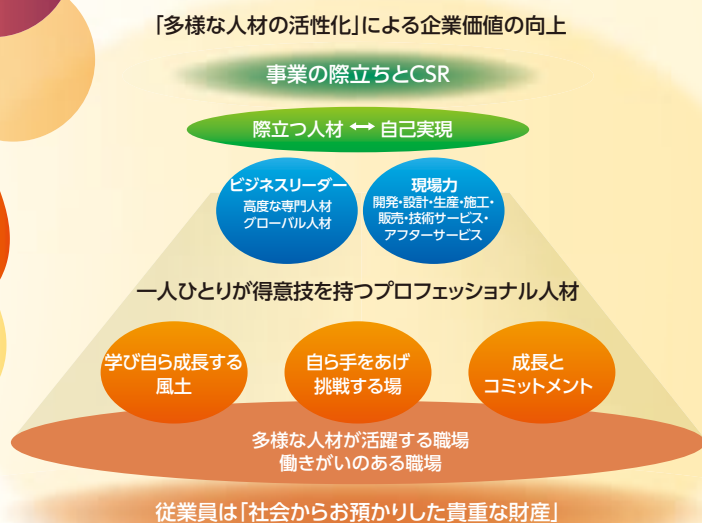 「多様な人材の活性化」による企業価値の向上
事業の際立ちとCSR
際立つ人材 ↔ 自己実現
ビジネスリーダー
高度な専門人材
グローバル人材
現場力
開発・設計・生産・施工・
販売・技術サービス・
アフターサービス
一人ひとりが得意技を持つプロフェッショナル人材
学び自ら成長する
風土
自ら手をあげ
挑戦する場
成長と
コミットメント
多様な人材が活躍する職場
働きがいのある職場
従業員は「社会からお預かりした貴重な財産」